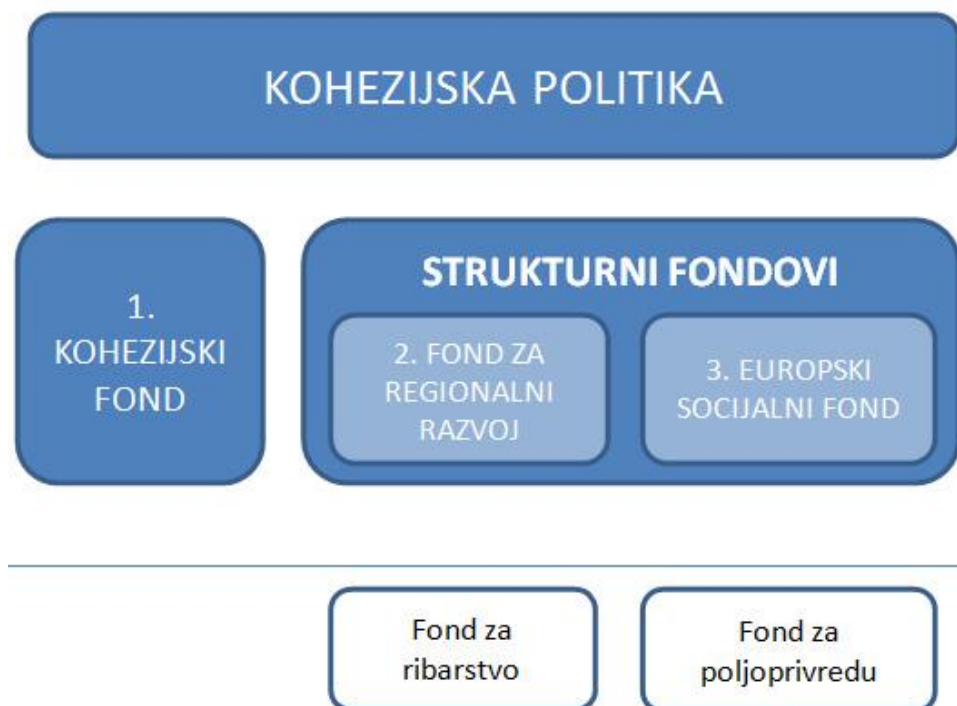 KOHEZIJSKA POLITIKA
1.
KOHEZIJSKI
FOND
STRUKTURNI FONDOVI
2. FOND ZA
REGIONALNI
RAZVOJ
3. EUROPSKI
SOCIJALNI FOND
Fond za
ribarstvo
Fond za
poljoprivredu